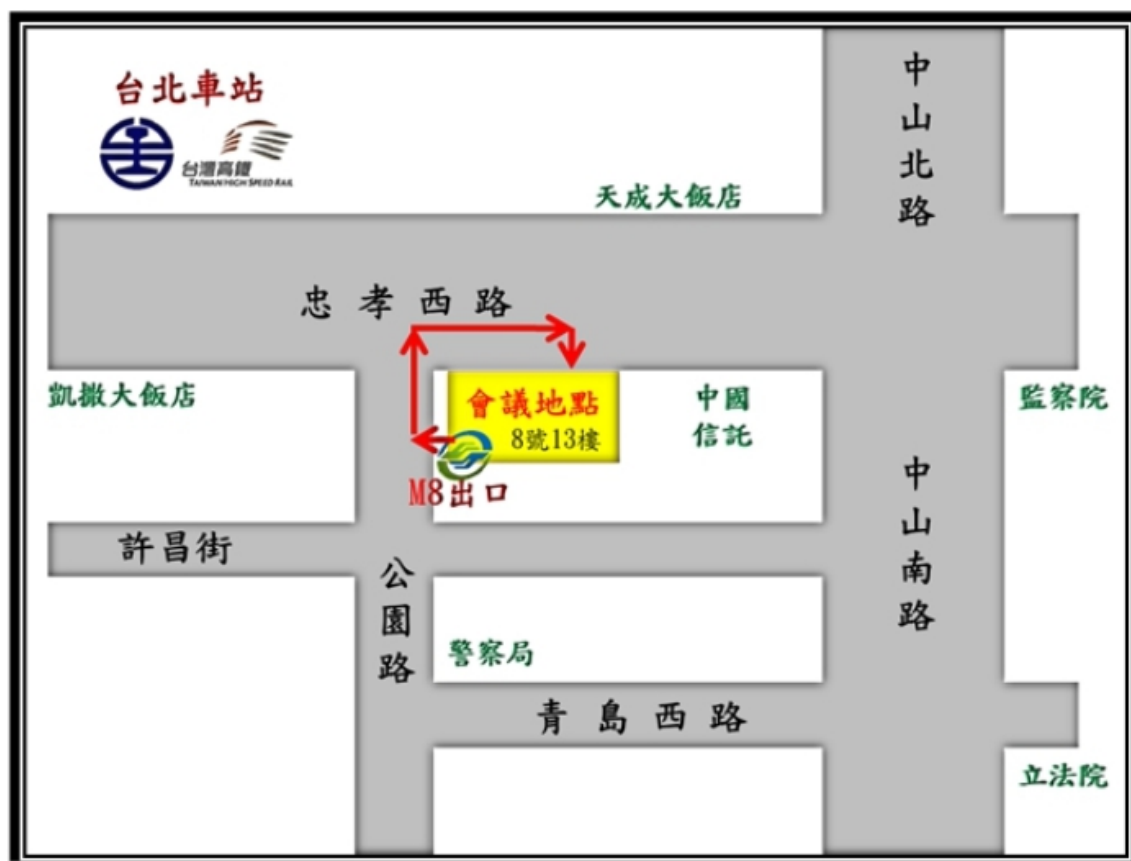 台北車站
台灣高鐵
TAIWAN HIGH SPEED RAIL
中山北路
天成大飯店
忠孝西路
凱撒大飯店
會議地點
8號13樓
中國
信託
監察院
M8出口
許昌街
公園路
中山南路
警察局
青島西路
立法院